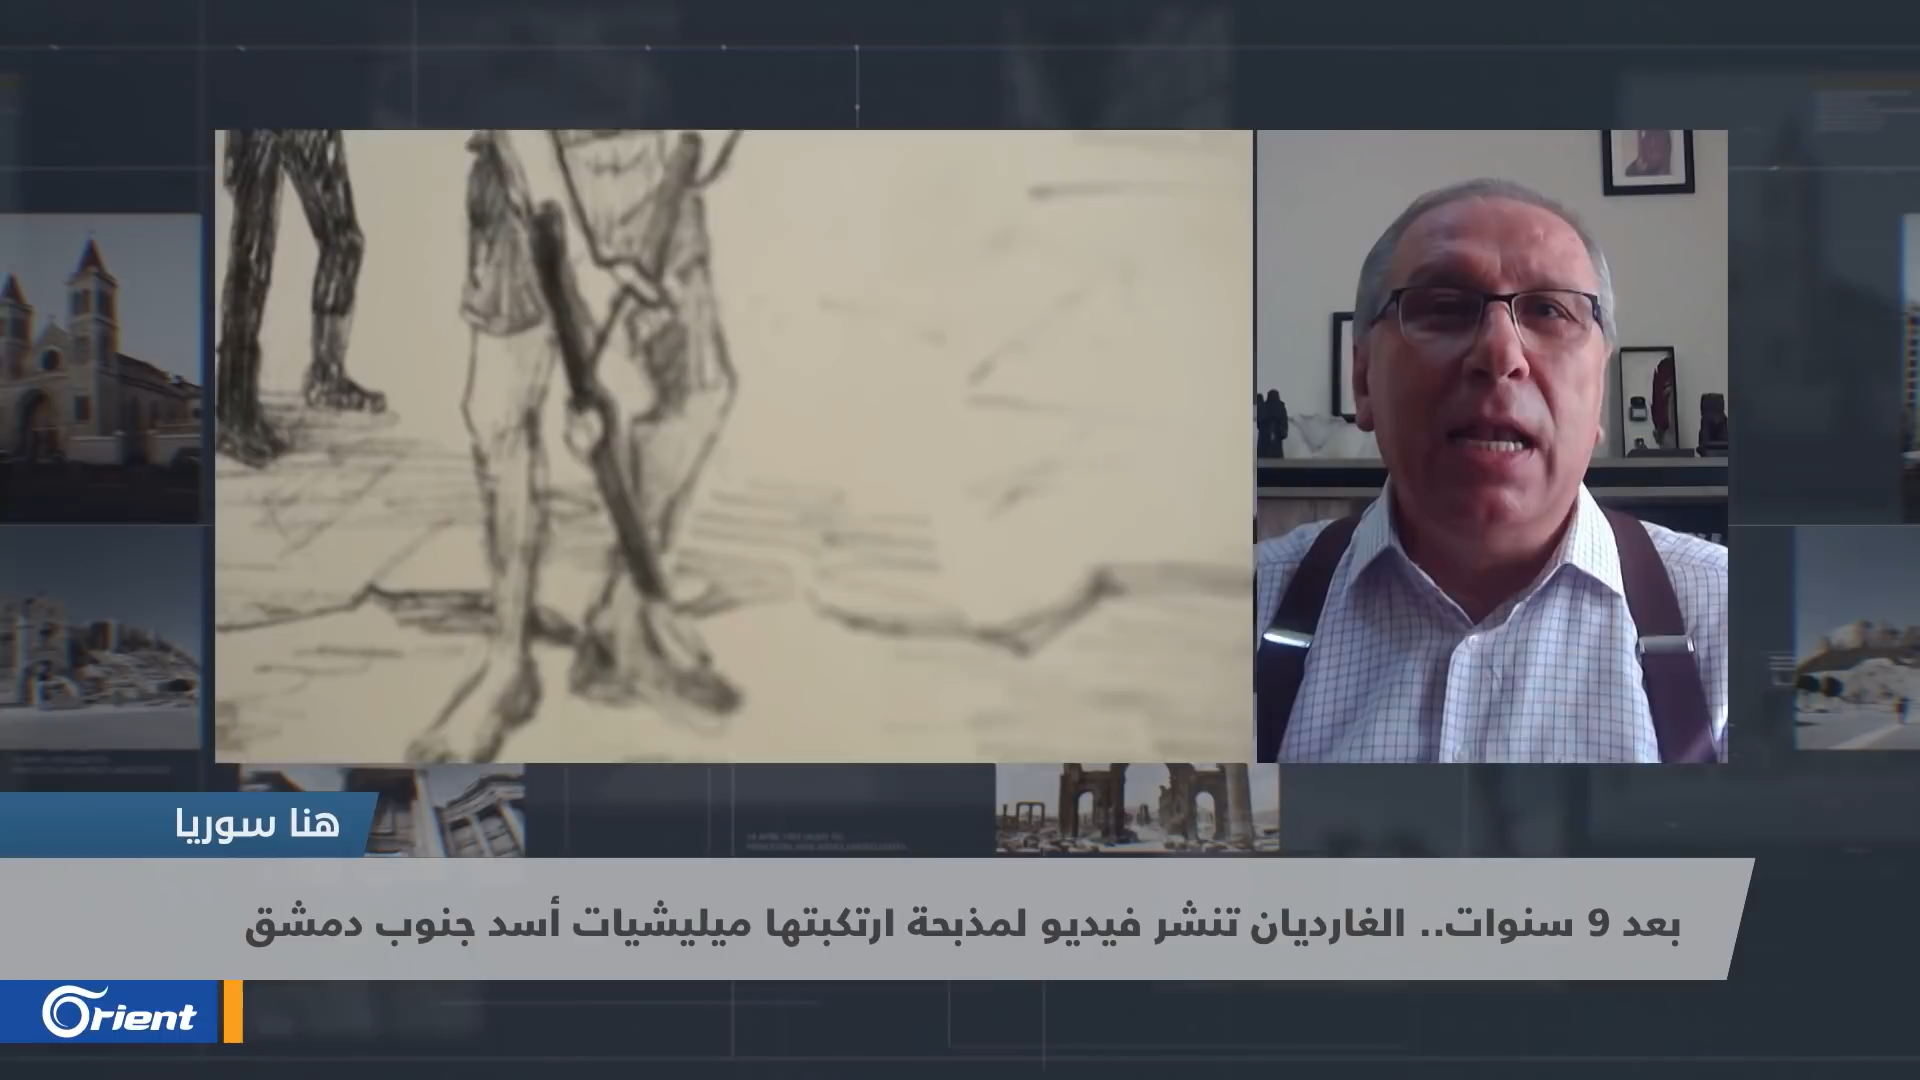 هنا سوريا
بعد 9 سنوات.. الغارديان تنشر فيديو لمذبحة ارتكبتها ميليشيات أسد جنوب دمشق
Orient